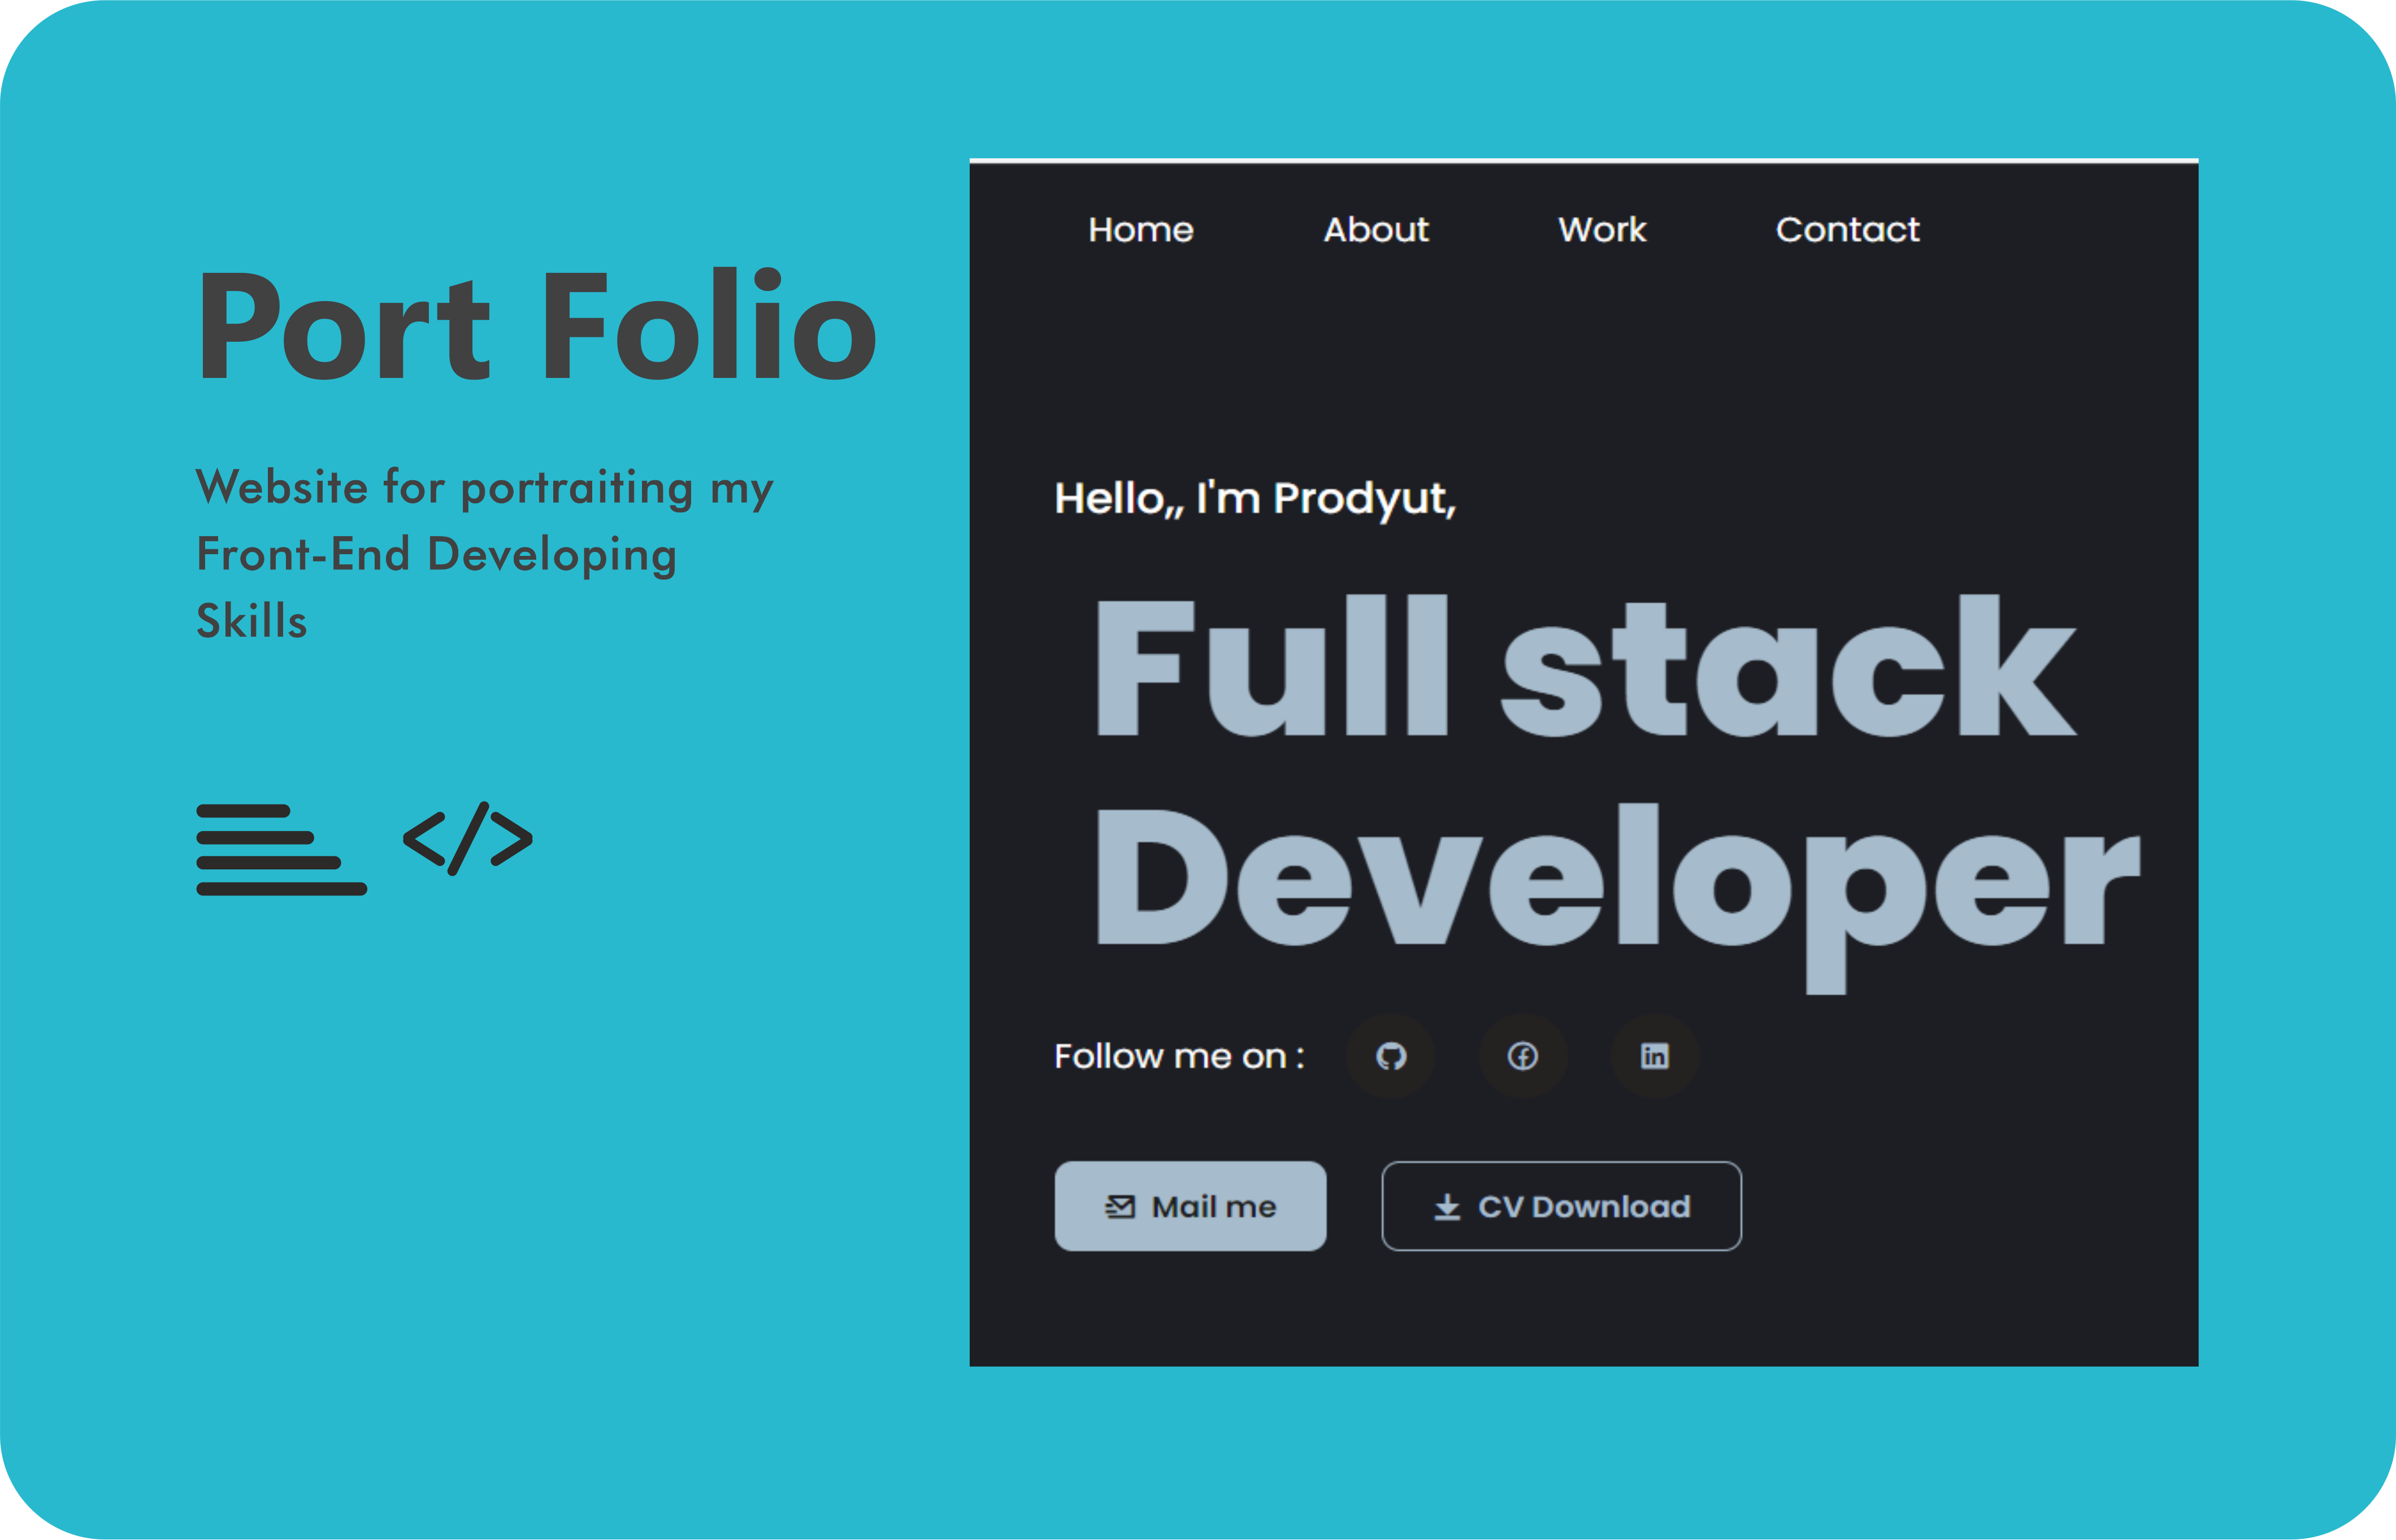 Port Folio
Website for portraiting my
Front-End Developing
Skills
</>
Home About Work Contact
Hello,, I'm Prodyut,
Full stack
Developer
Follow me on :
in
Mail me
CV Download